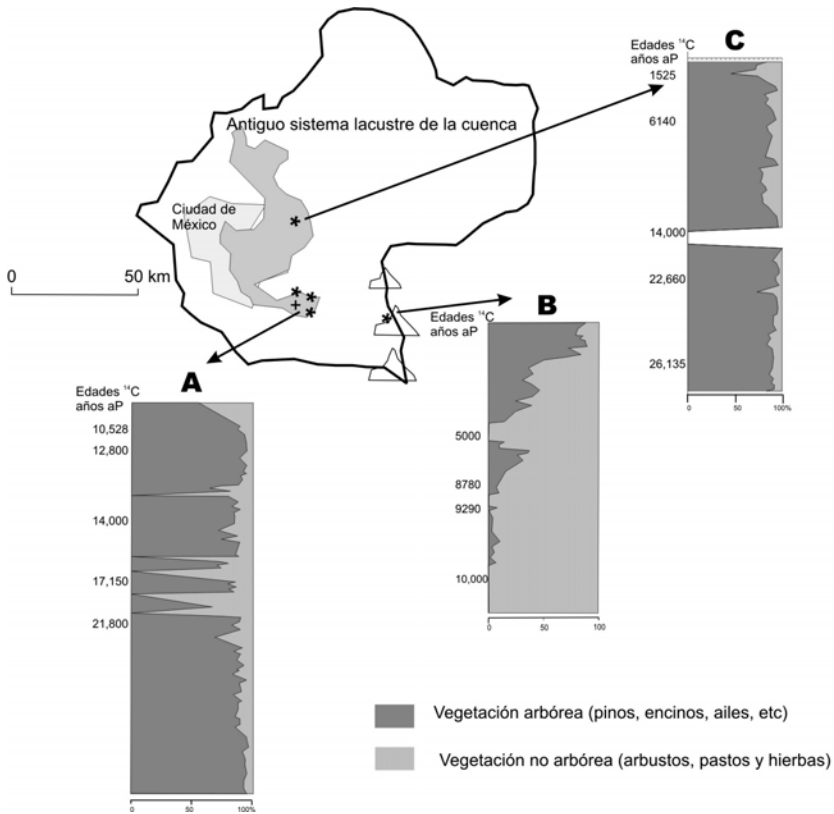 Edades ¹⁴C
años aP
C
1525
6140
14,000
22,660
26,135
0 50 100%
Antiguo sistema lacustre de la cuenca
Ciudad de
México
0 50 km
Edades ¹⁴C
años aP
B
5000
8780
9290
10,000
0 50 100
A
Edades ¹⁴C
años aP
10,528
12,800
14,000
17,150
21,800
0 50 100%
Vegetación arbórea (pinos, encinos, ailes, etc)
Vegetación no arbórea (arbustos, pastos y hierbas)